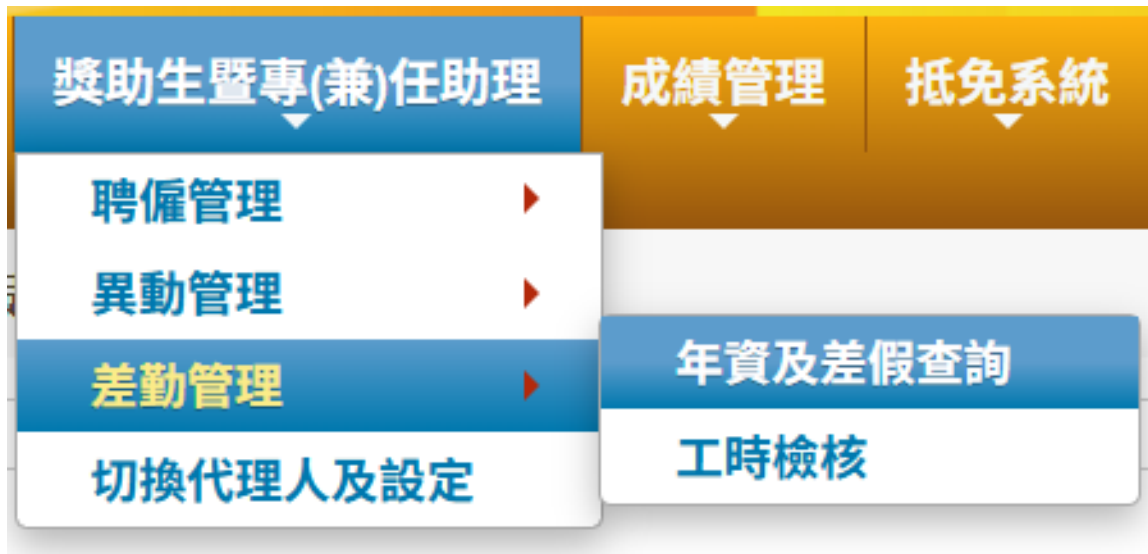 獎助生暨專(兼)任助理
成績管理
抵免系統
聘僱管理
異動管理
差勤管理
年資及差假查詢
工時檢核
切換代理人及設定